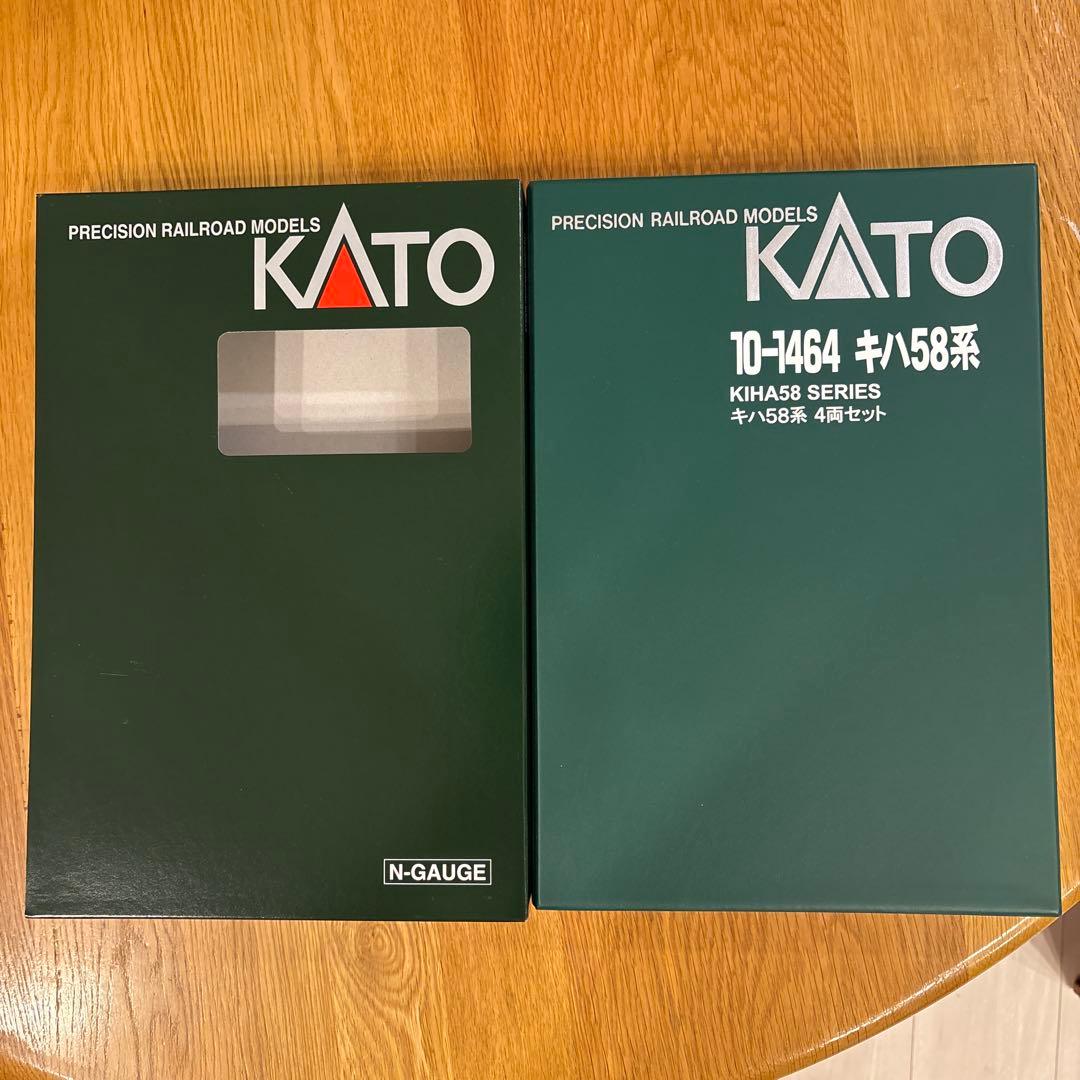 PRECISION RAILROAD MODELS
KATO
N-GAUGE
PRECISION RAILROAD MODELS
KATO
10-1464 キハ58系
KIHA58 SERIES
キハ58系 4両セット